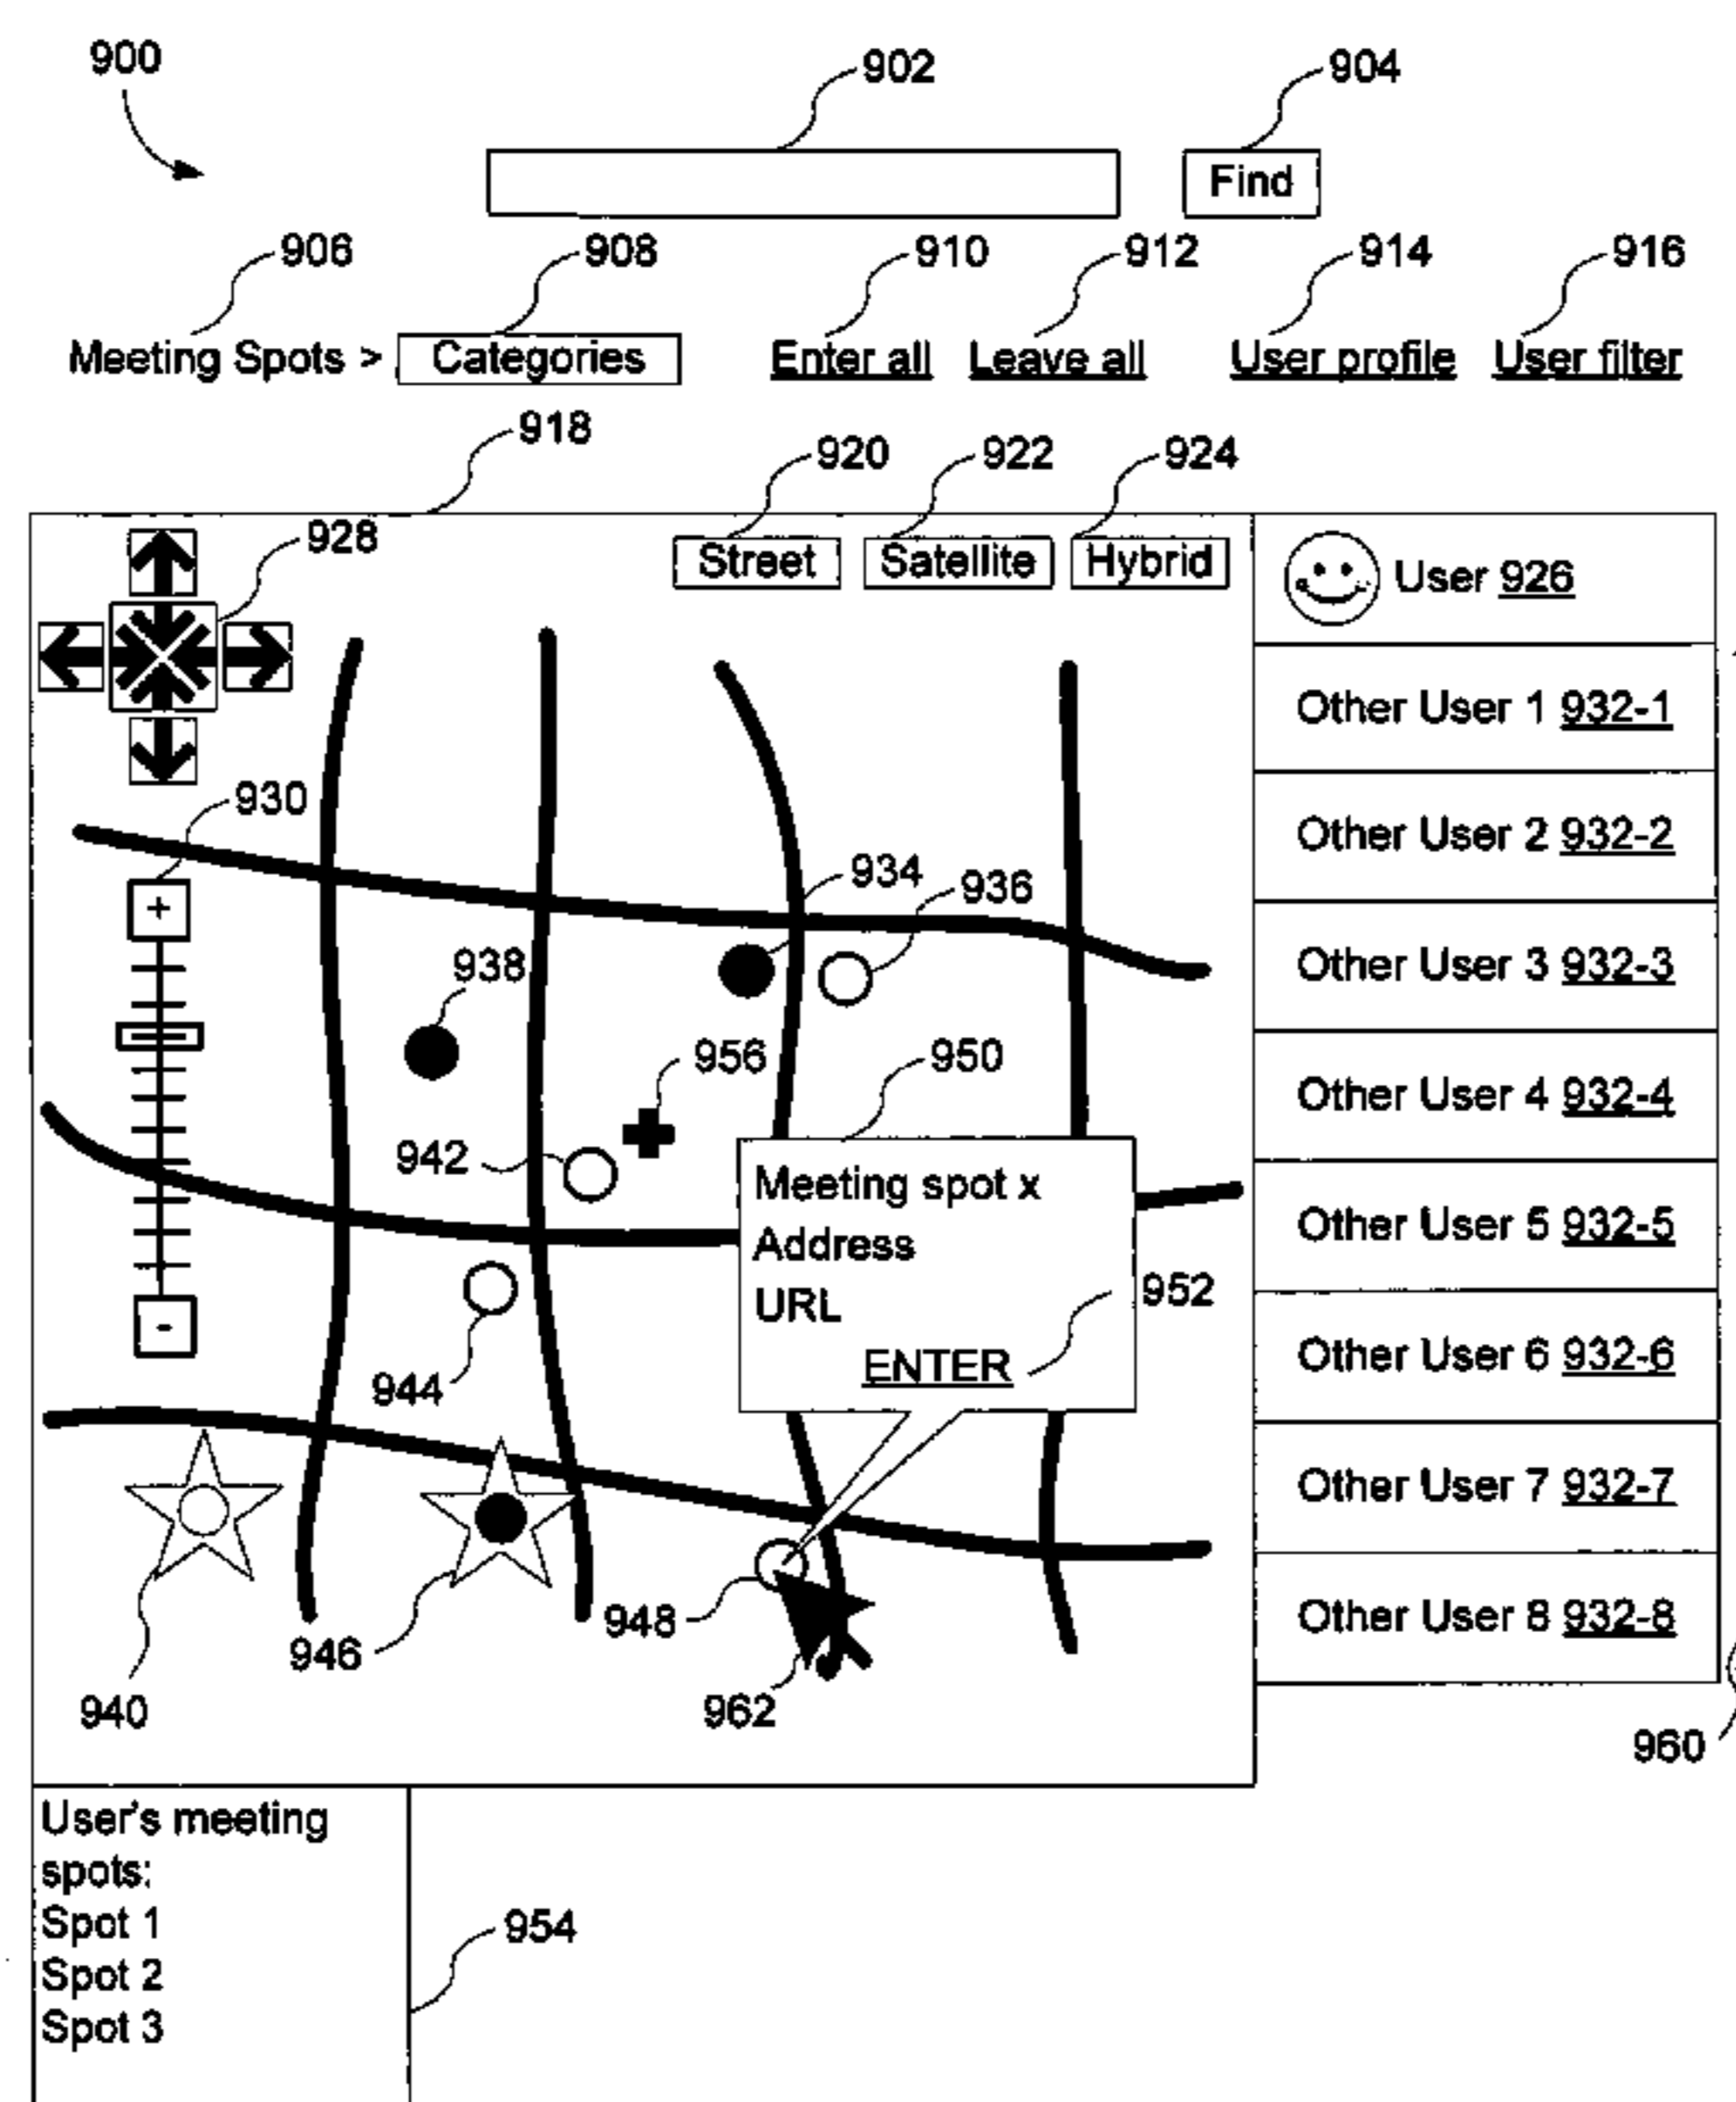 900
902
904
Find
906
908
910
912
914
916
Meeting Spots > Categories Enter all Leave all User profile User filter
918
920
922
924
928
Street Satellite Hybrid
User 926
Other User 1 932-1
930
Other User 2 932-2
934
936
+
938
Other User 3 932-3
956
950
Other User 4 932-4
942
Meeting spot x
Address
URL
952
ENTER
Other User 5 932-5
-
944
Other User 6 932-6
Other User 7 932-7
948
946
Other User 8 932-8
940
962
960
User's meeting
spots:
Spot 1
Spot 2
Spot 3
954